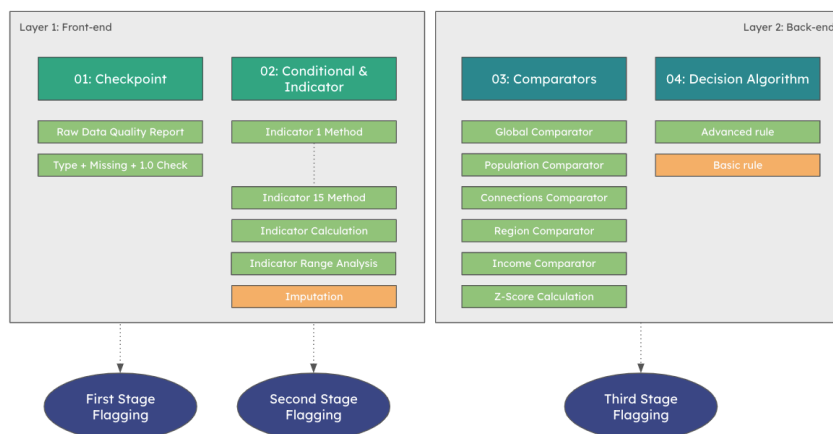 Layer 1: Front-end
01: Checkpoint
Raw Data Quality Report
Type + Missing + 1.0 Check
02: Conditional &
Indicator
Indicator 1 Method
Indicator 15 Method
Indicator Calculation
Indicator Range Analysis
Imputation
Layer 2: Back-end
03: Comparators
Global Comparator
Population Comparator
Connections Comparator
Region Comparator
Income Comparator
Z-Score Calculation
04: Decision Algorithm
Advanced rule
Basic rule
First Stage
Flagging
Second Stage
Flagging
Third Stage
Flagging